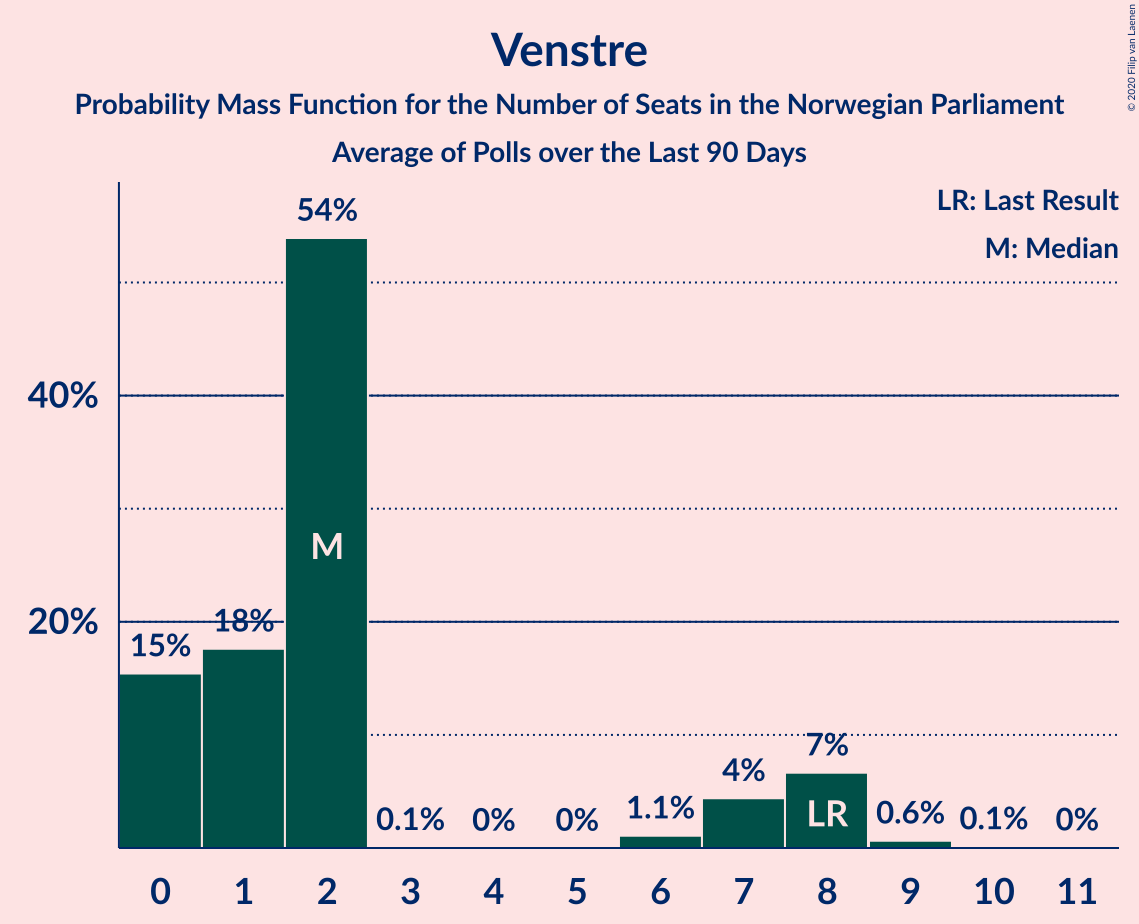 Venstre
Probability Mass Function for the Number of Seats in the Norwegian Parliament
Average of Polls over the Last 90 Days
© 2020 Filip van Laenen
LR: Last Result
M: Median
54%
40%
M
20%
18%
15%
7%
4%
1.1%
LR
0.6%
0.1%
0%
0%
0.1%
0%
0 1 2 3 4 5 6 7 8 9 10 11